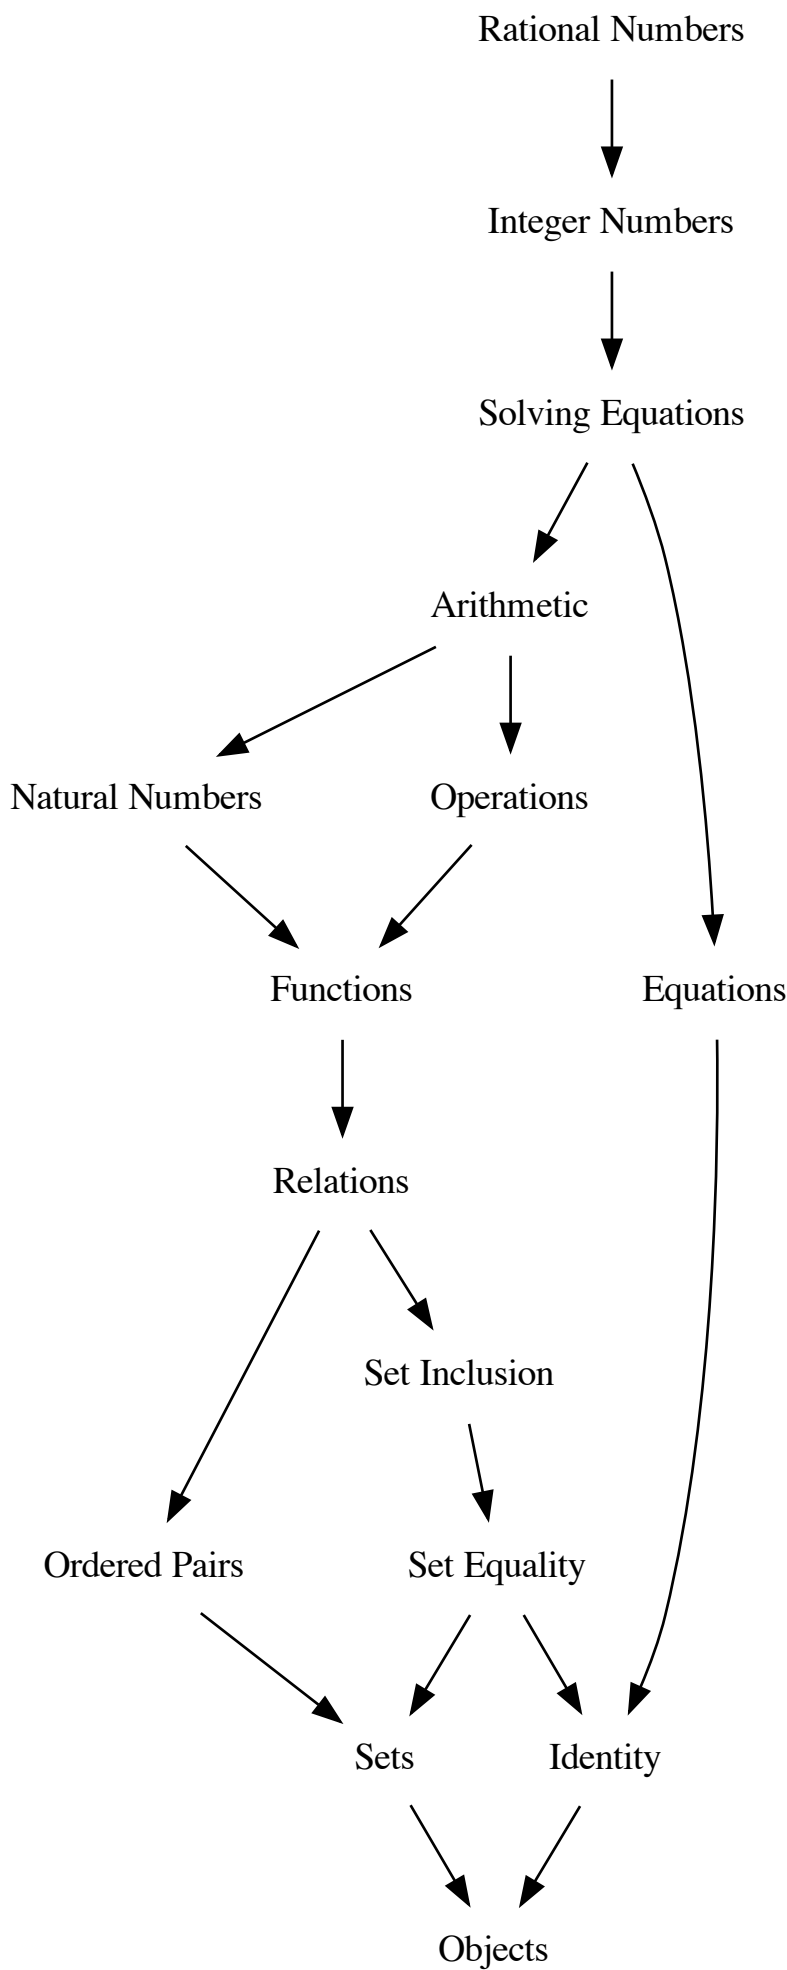 Rational Numbers
Integer Numbers
Solving Equations
Arithmetic
Natural Numbers
Operations
Functions
Equations
Relations
Set Inclusion
Ordered Pairs
Set Equality
Sets
Identity
Objects